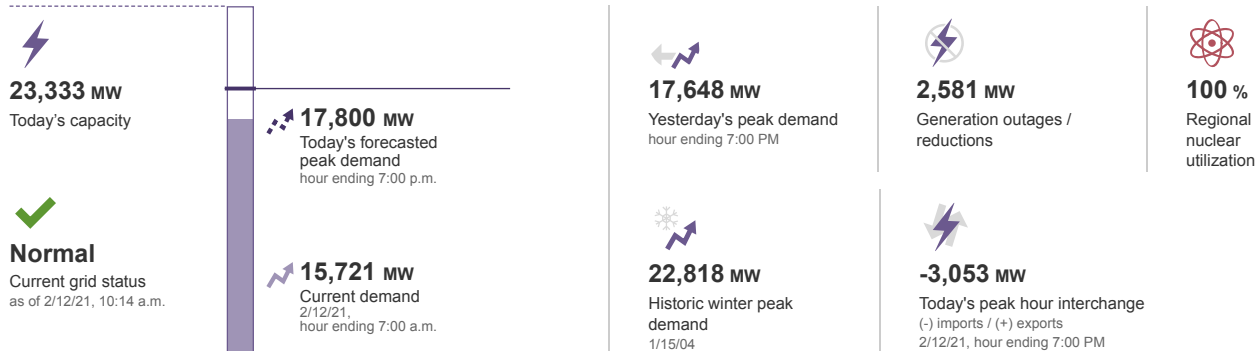 23,333 MW
Today's capacity
Normal
Current grid status
as of 2/12/21, 10:14 a.m.
17,800 MW
Today's forecasted
peak demand
hour ending 7:00 p.m.
15,721 MW
Current demand
2/12/21,
hour ending 7:00 a.m.
17,648 MW
Yesterday's peak demand
hour ending 7:00 PM
2,581 MW
Generation outages /
reductions
100 %
Regional
nuclear
utilization
22,818 MW
Historic winter peak
demand
1/15/04
-3,053 MW
Today's peak hour interchange
(-) imports / (+) exports
2/12/21, hour ending 7:00 PM